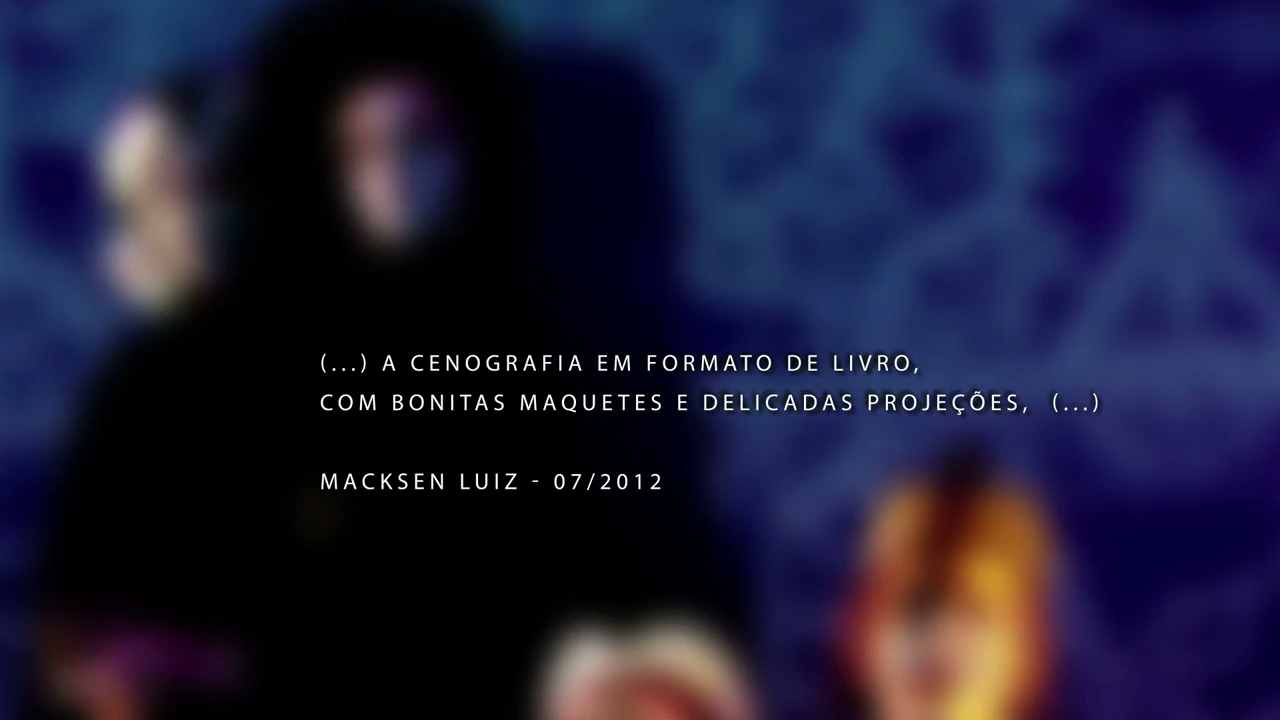 (...) A CENOGRAFIA EM FORMATO DE LIVRO,
COM BONITAS MAQUETES E DELICADAS PROJEÇÕES, (...)
MACKSEN LUIZ - 07/2012